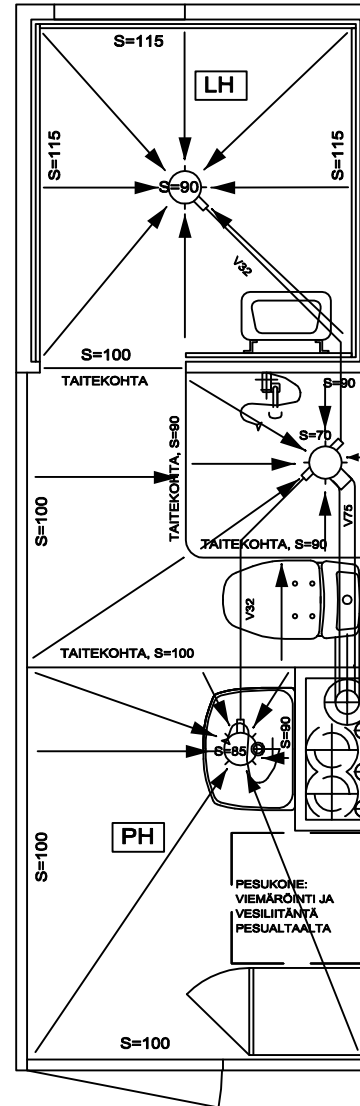 S=115
LH
S=115
S=115
S=90
V32
S=100
TAITEKOHTA
S=90
TAITEKOHTA, S=90
S=70
S=100
V75
TAITEKOHTA, S=90
V32
TAITEKOHTA, S=100
S=90
S=85
PH
S=100
PESUKONE:
VIEMÄRÖINTI JA
VESILIITÄNTÄ
PESUALTAALTA
S=100